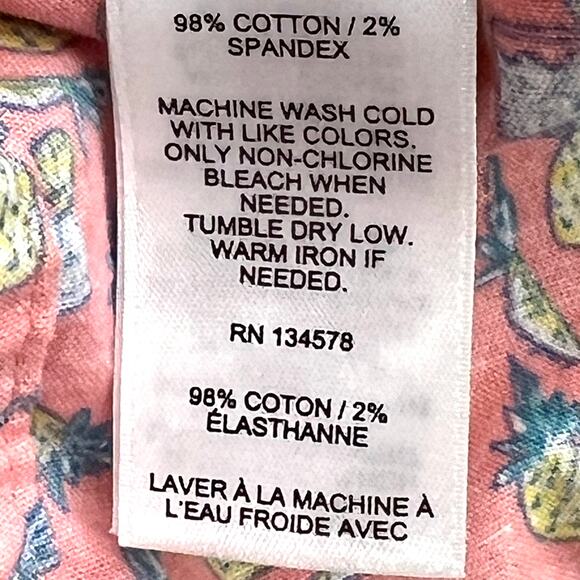 98% COTTON / 2%
SPANDEX
MACHINE WASH COLD
WITH LIKE COLORS.
ONLY NON-CHLORINE
BLEACH WHEN
NEEDED.
TUMBLE DRY LOW.
WARM IRON IF
NEEDED.
RN 134578
98% COTON / 2%
ÉLASTHANNE
LAVER À LA MACHINE À
L'EAU FROIDE AVEC